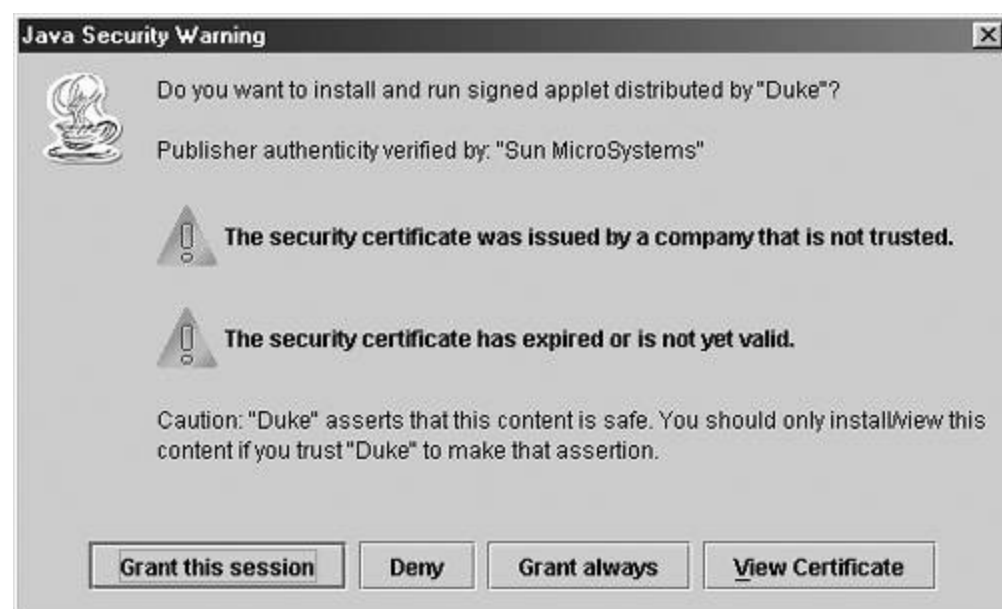 Java Security Warning
Do you want to install and run signed applet distributed by "Duke"?
Publisher authenticity verified by: "Sun MicroSystems"
The security certificate was issued by a company that is not trusted.
The security certificate has expired or is not yet valid.
Caution: "Duke" asserts that this content is safe. You should only install/view this
content if you trust "Duke" to make that assertion.
Grant this session
Deny
Grant always
View Certificate